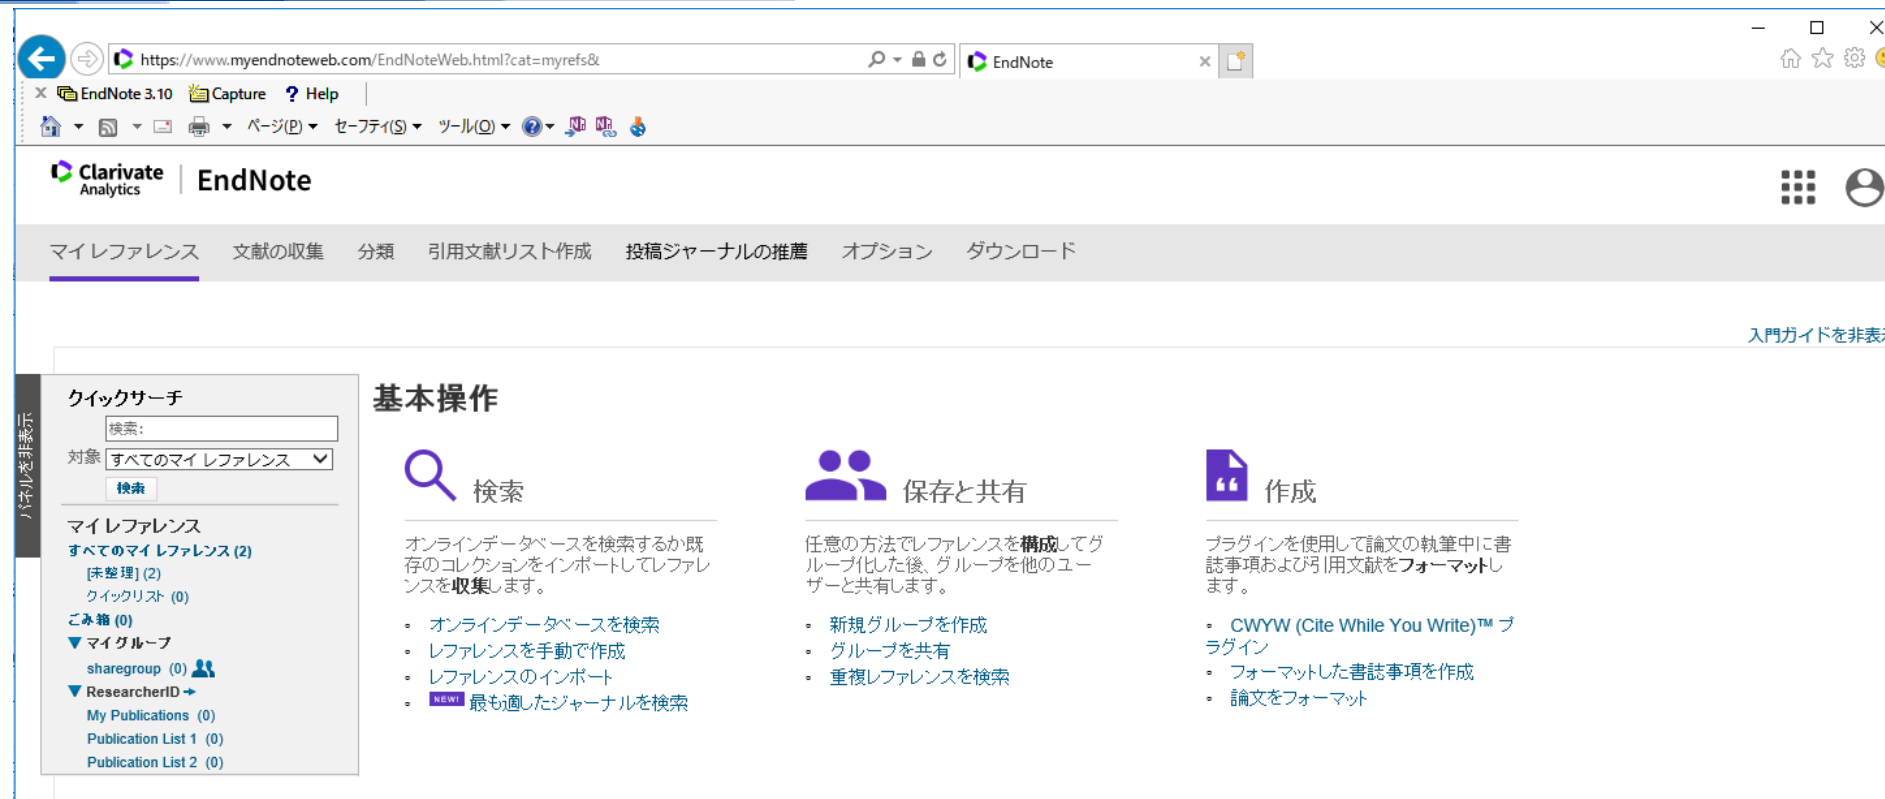 https://www.myendnoteweb.com/EndNoteWeb.html?cat=myrefs&
EndNote
EndNote 3.10 Capture ? Help
ページ(P) セーフティ(S) ツール(O)
Clarivate Analytics | EndNote
マイ レファレンス 文献の収集 分類 引用文献リスト作成 投稿ジャーナルの推薦 オプション ダウンロード
入門ガイドを非表示
パネルを非表示
クイックサーチ
検索:
対象 すべてのマイ レファレンス
検索
マイ レファレンス
すべてのマイ レファレンス (2)
[未整理] (2)
クイックリスト (0)
ごみ箱 (0)
▼ マイ グループ
sharegroup (0)
▼ ResearcherID
My Publications (0)
Publication List 1 (0)
Publication List 2 (0)
基本操作
検索
オンラインデータベースを検索するか既
存のコレクションをインポートしてレファレ
ンスを収集します。
オンラインデータベースを検索
レファレンスを手動で作成
レファレンスのインポート
NEW! 最も適したジャーナルを検索
保存と共有
任意の方法でレファレンスを構成してグ
ループ化した後、グループを他のユー
ザーと共有します。
新規グループを作成
グループを共有
重複レファレンスを検索
作成
プラグインを使用して論文の執筆中に書
誌事項および引用文献をフォーマットし
ます。
CWYW (Cite While You Write)™ プ
ラグイン
フォーマットした書誌事項を作成
論文をフォーマット